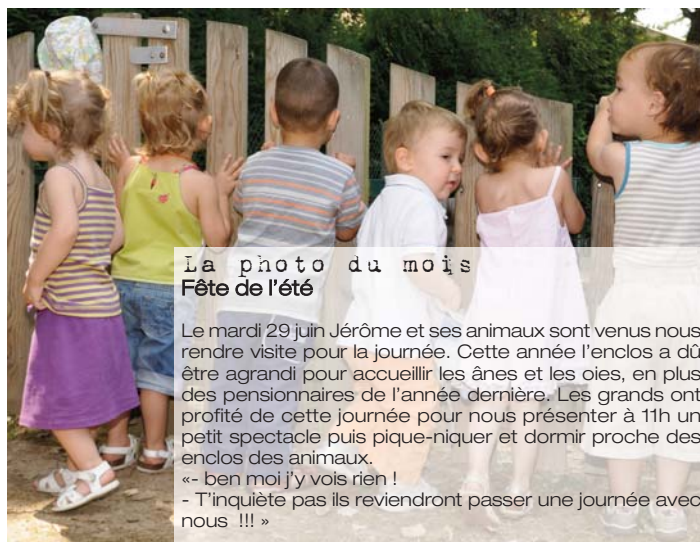 La photo du mois
Fête de l'été
Le mardi 29 juin Jérôme et ses animaux sont venus nous
rendre visite pour la journée. Cette année l'enclos a dû
être agrandi pour accueillir les ânes et les oies, en plus
des pensionnaires de l'année dernière. Les grands ont
profité de cette journée pour nous présenter à 11h un
petit spectacle puis pique-niquer et dormir proche des
enclos des animaux.
«- ben moi j'y vois rien !
- T'inquiète pas ils reviendront passer une journée avec
nous !!! »